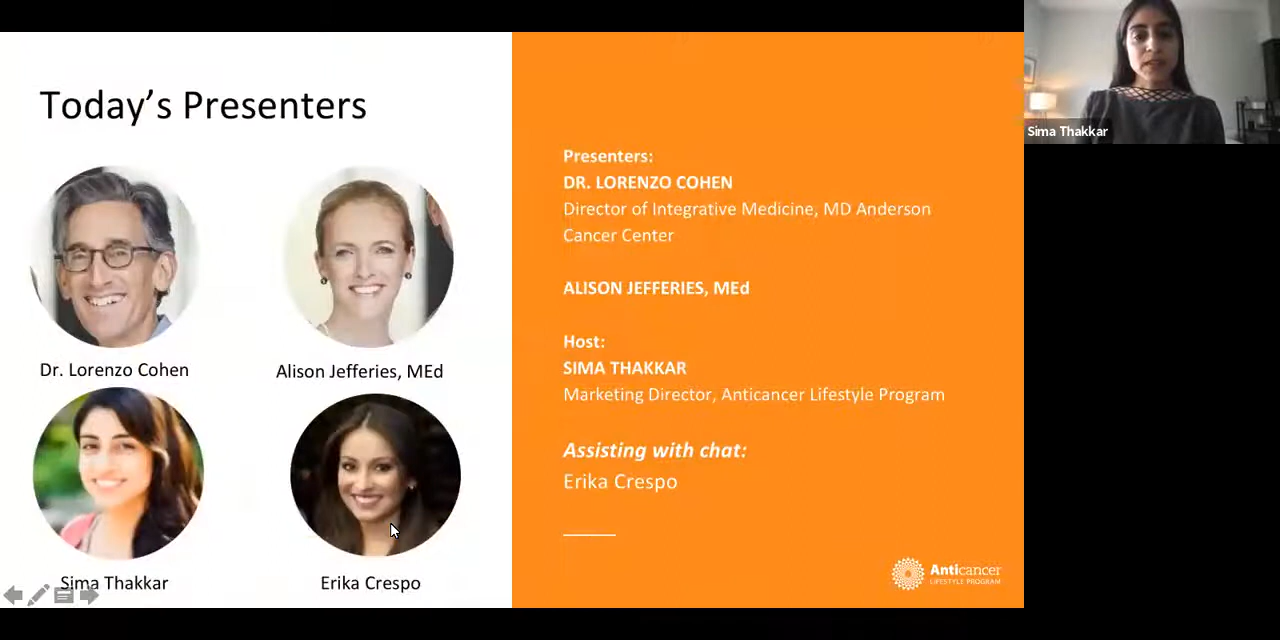 Today's Presenters
Dr. Lorenzo Cohen
Alison Jefferies, MEd
Sima Thakkar
Erika Crespo
Presenters:
DR. LORENZO COHEN
Director of Integrative Medicine, MD Anderson
Cancer Center
ALISON JEFFERIES, MEd
Host:
SIMA THAKKAR
Marketing Director, Anticancer Lifestyle Program
Assisting with chat:
Erika Crespo
Anticancer
LIFESTYLE PROGRAM
Sima Thakkar